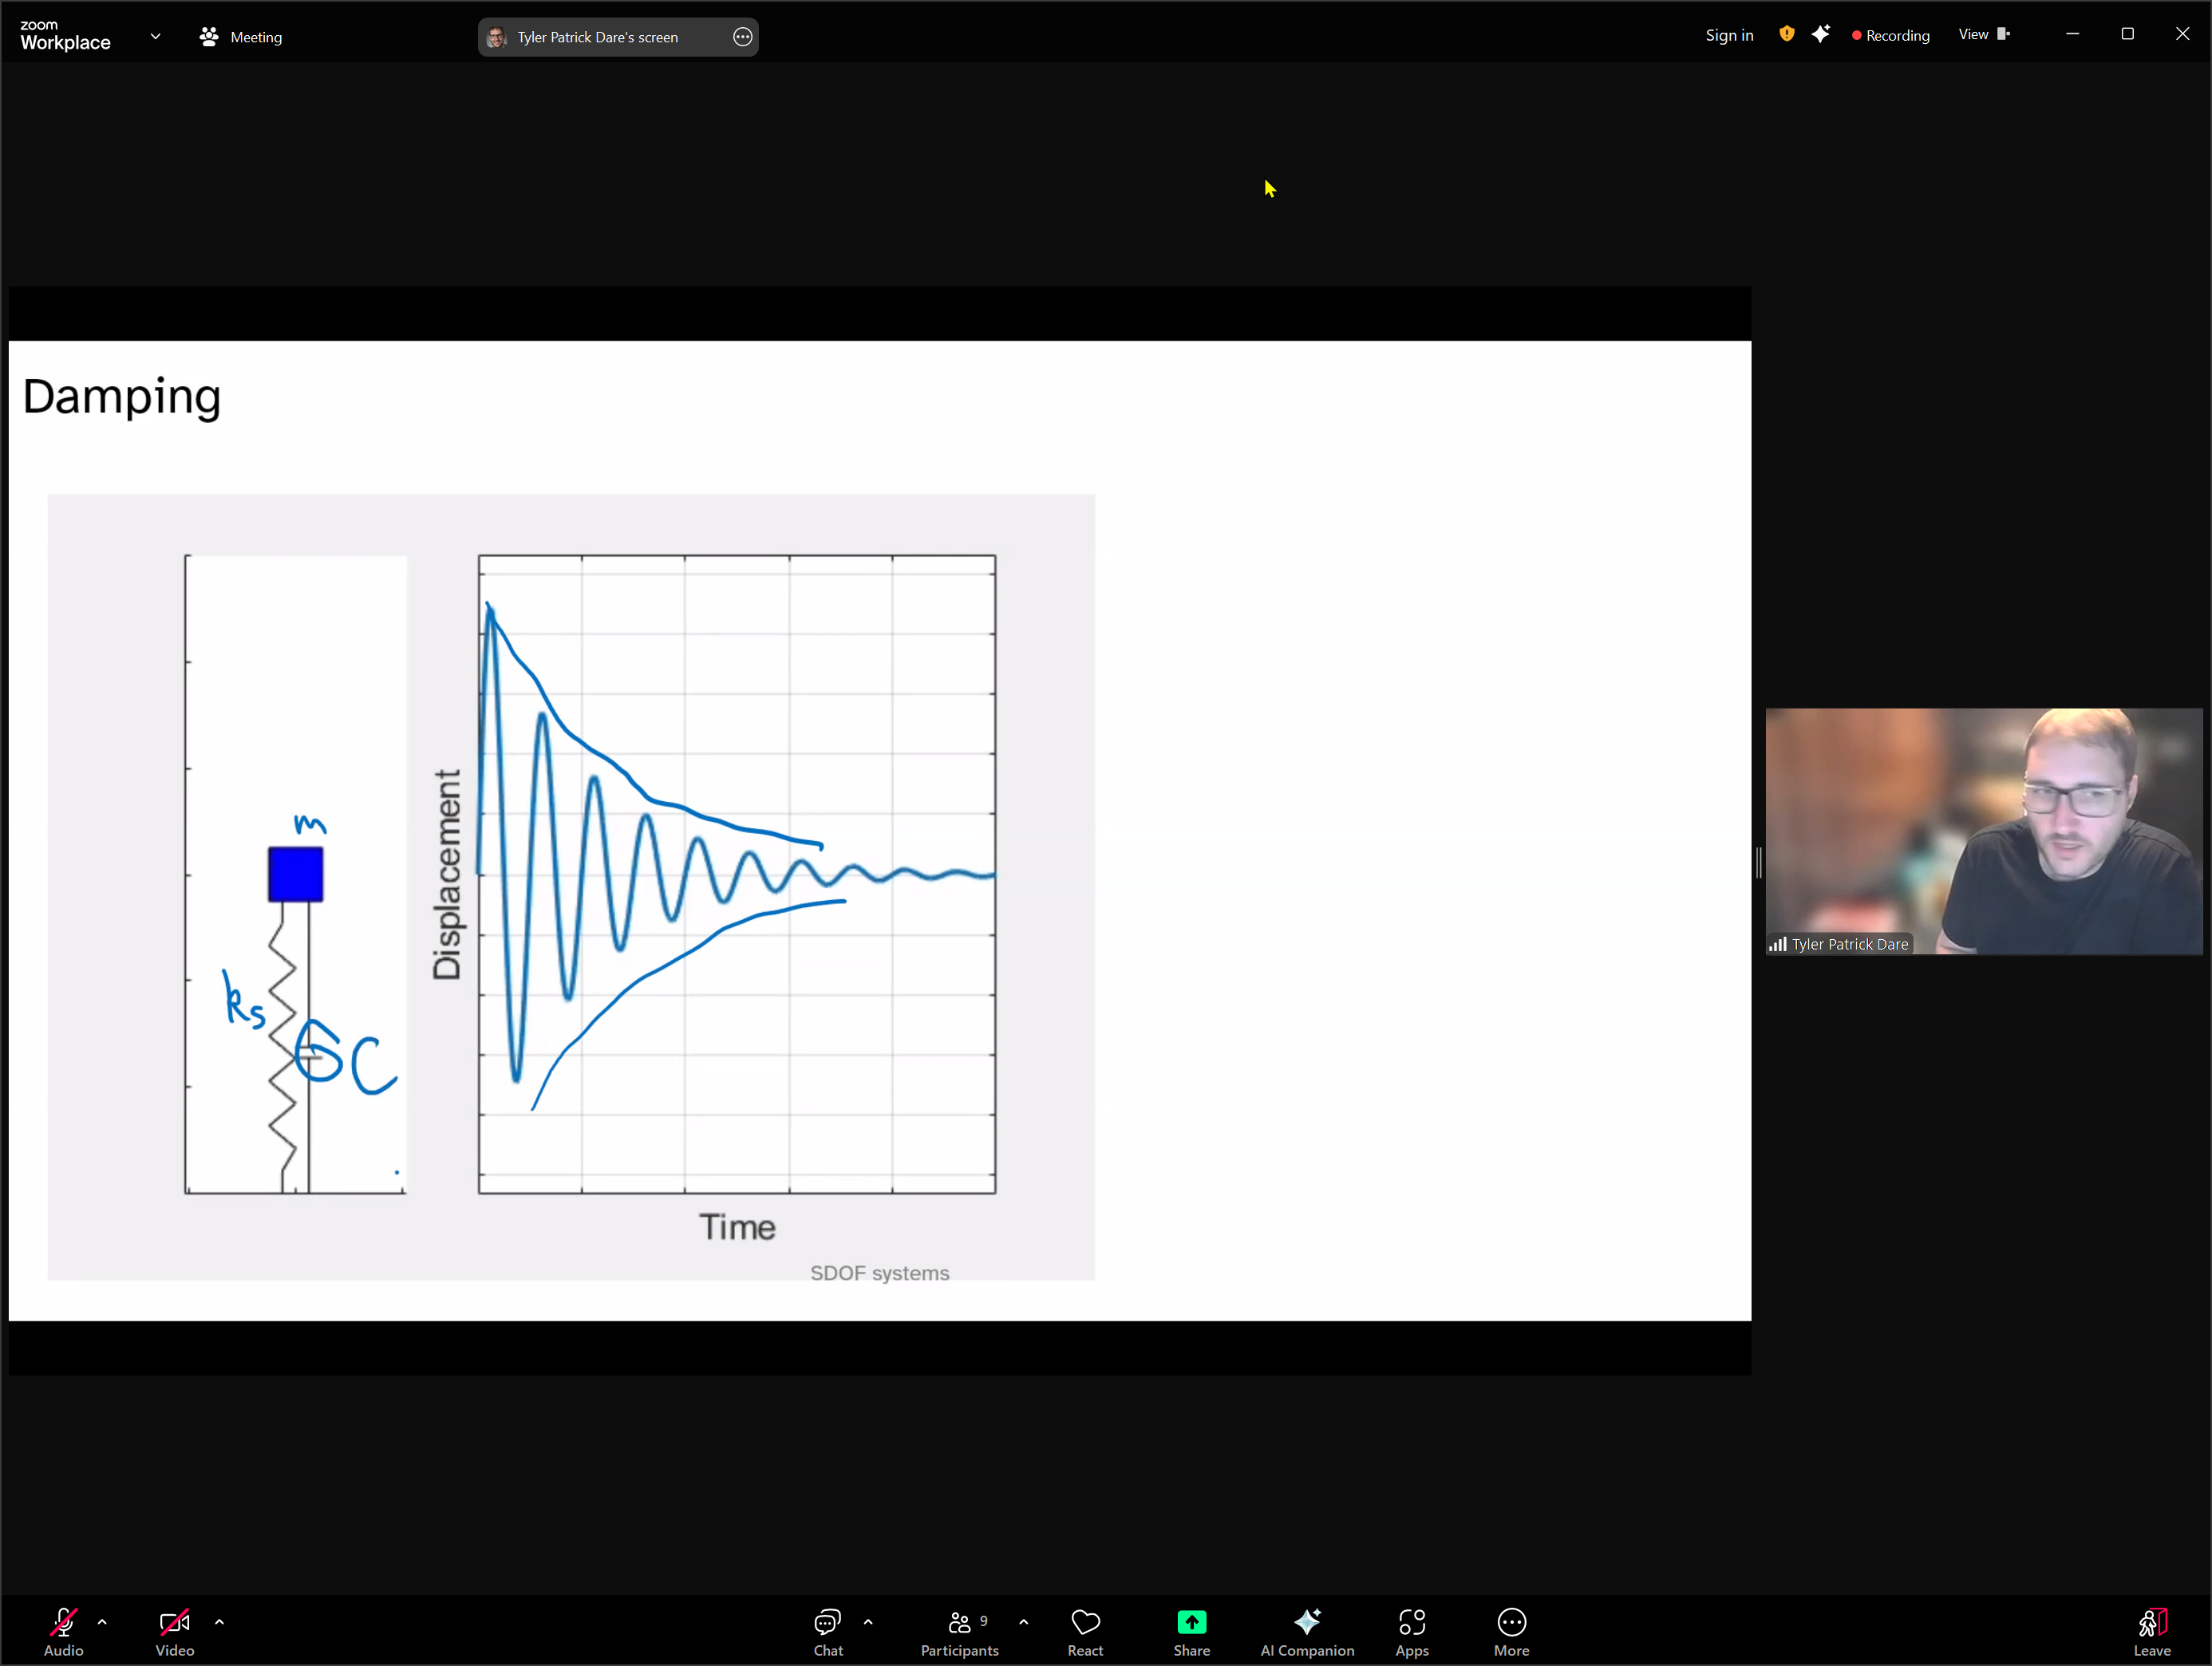 zoom
Workplace
Meeting
Tyler Patrick Dare's screen
Sign in
Recording
View
Damping
m
ks
C
Displacement
Time
SDOF systems
Tyler Patrick Dare
Audio
Video
Chat
9
Participants
React
Share
AI Companion
Apps
More
Leave